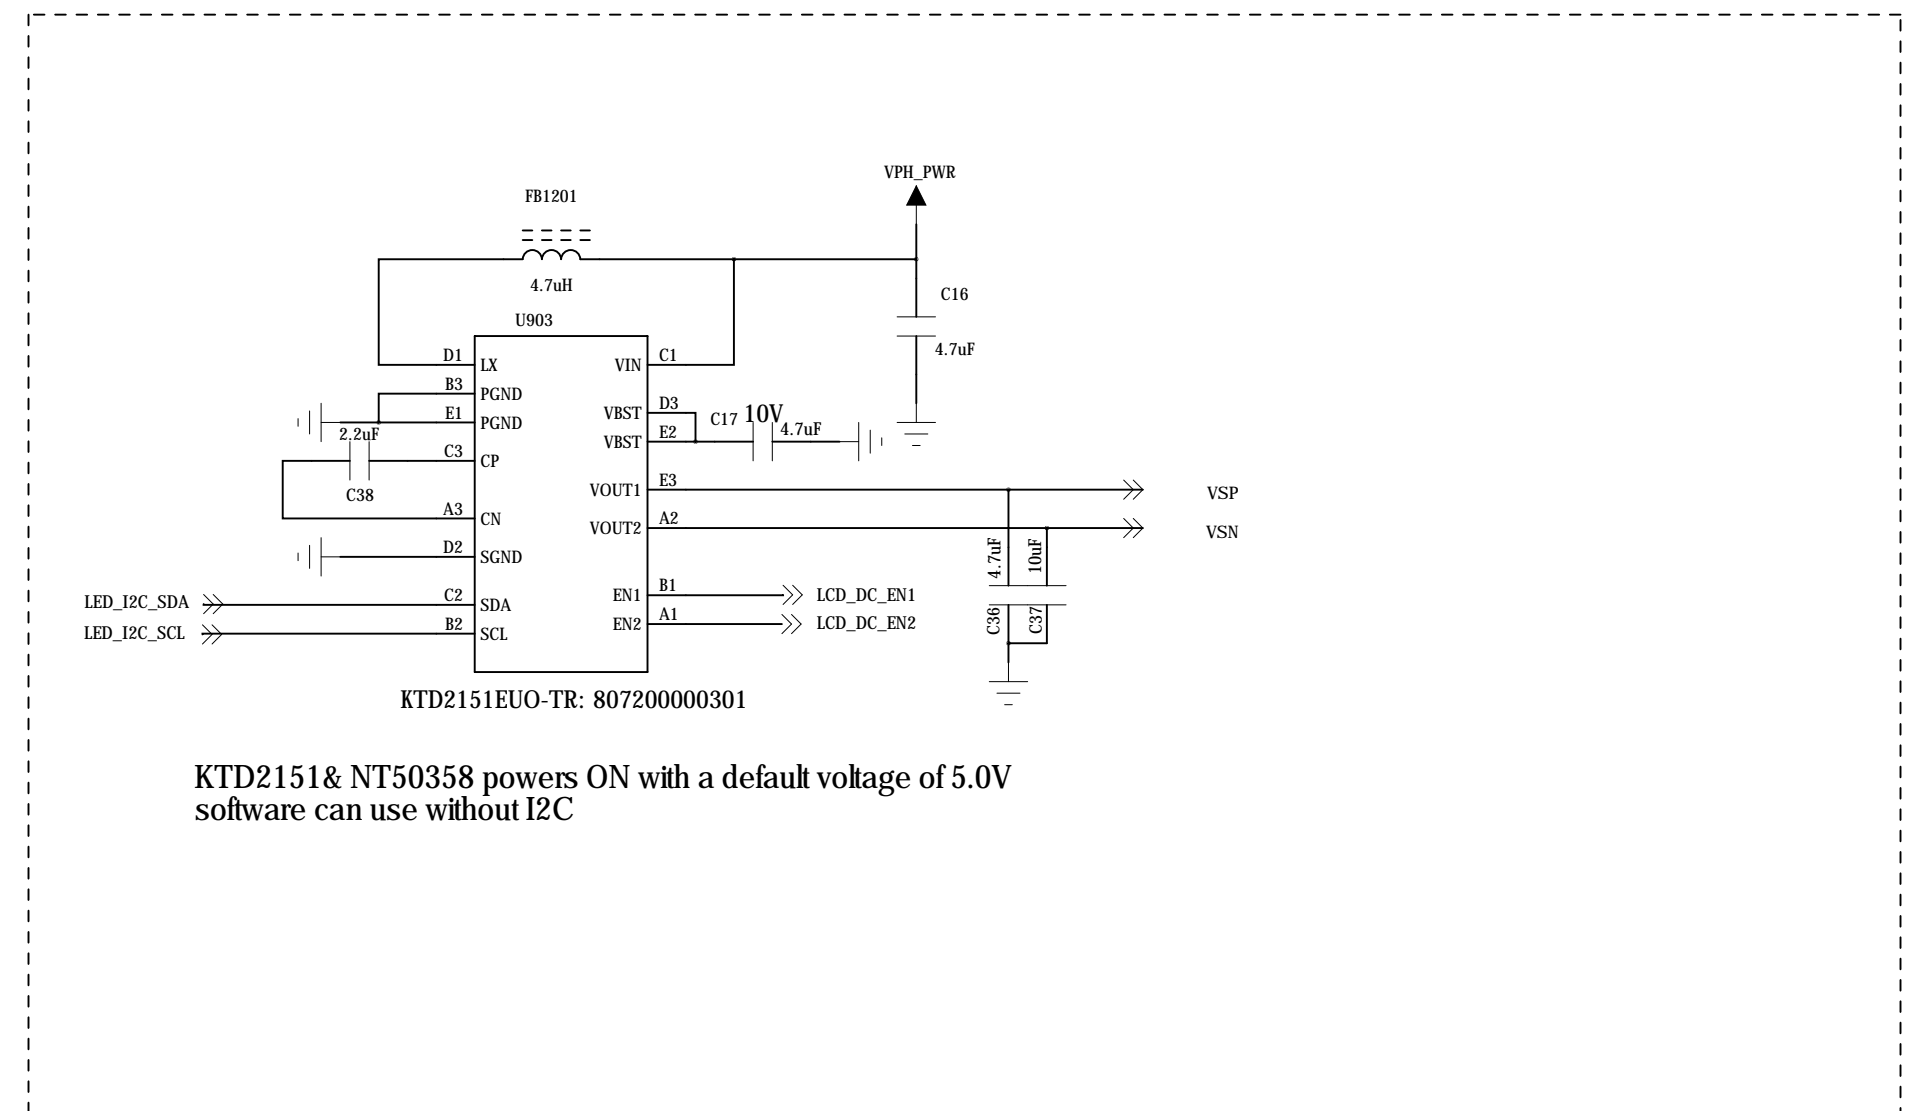 VPH_PWR
FB1201
4.7uH
C16
4.7uF
U903
D1 LX
VIN C1
B3 PGND
E1 PGND
VBST D3
VBST E2
C17 10V 4.7uF
2.2uF
C38
C3 CP
A3 CN
VOUT1 E3
VSP
VOUT2 A2
VSN
D2 SGND
4.7uF
10uF
C36
C37
LED_I2C_SDA C2 SDA
LED_I2C_SCL B2 SCL
EN1 B1 LCD_DC_EN1
EN2 A1 LCD_DC_EN2
KTD2151EUO-TR: 807200000301
KTD2151& NT50358 powers ON with a default voltage of 5.0V
software can use without I2C